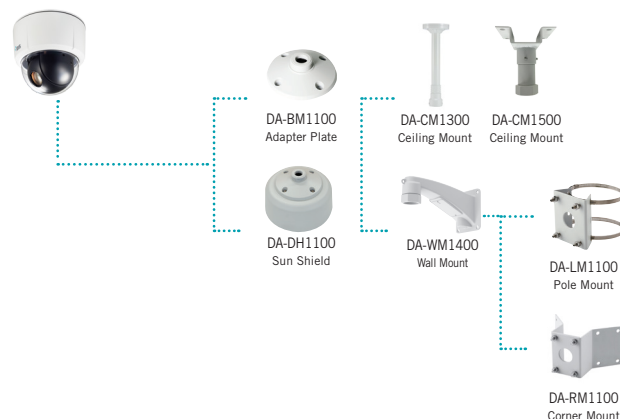 DA-BM1100
Adapter Plate
DA-CM1300
Ceiling Mount
DA-CM1500
Ceiling Mount
DA-DH1100
Sun Shield
DA-WM1400
Wall Mount
DA-LM1100
Pole Mount
DA-RM1100
Corner Mount